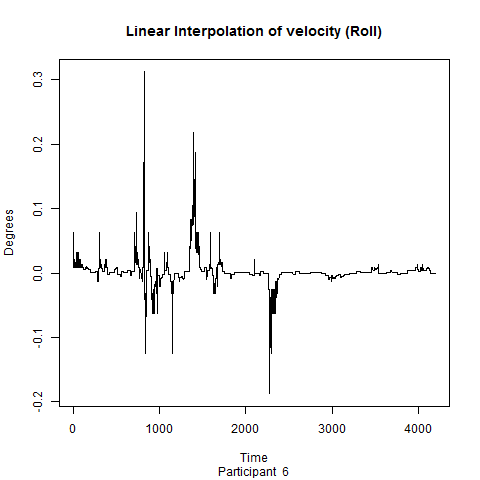 Linear Interpolation of velocity (Roll)
Degrees
0.3
0.2
0.1
0.0
-0.1
-0.2
0 1000 2000 3000 4000
Time
Participant 6